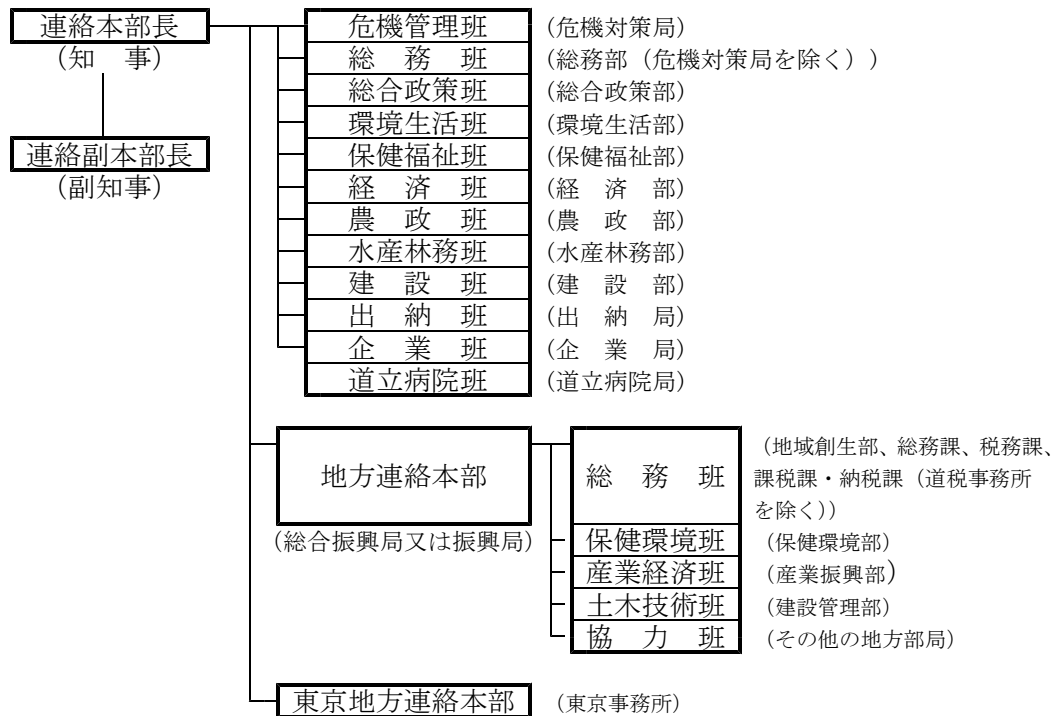 連絡本部長
(知　事)
連絡副本部長
(副知事)
危機管理班 (危機対策局)
総　務　班 (総務部（危機対策局を除く）)
総合政策班 (総合政策部)
環境生活班 (環境生活部)
保健福祉班 (保健福祉部)
経　済　班 (経　済　部)
農　政　班 (農　政　部)
水産林務班 (水産林務部)
建　設　班 (建　設　部)
出　納　班 (出　納　局)
企　業　班 (企　業　局)
道立病院班 (道立病院局)
地方連絡本部
(総合振興局又は振興局)
総　務　班
(地域創生部、総務課、税務課、
課税課・納税課（道税事務所
を除く）)
保健環境班 (保健環境部)
産業経済班 (産業振興部)
土木技術班 (建設管理部)
協　力　班 (その他の地方部局)
東京地方連絡本部 (東京事務所)